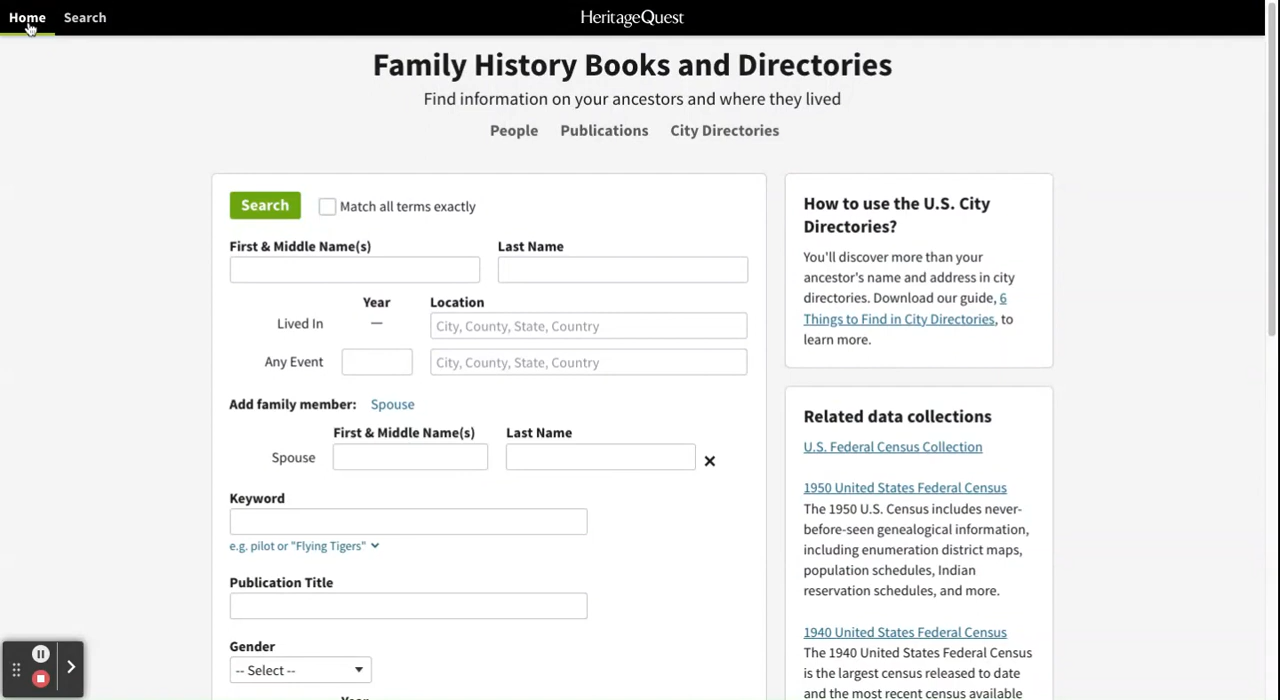 Home Search HeritageQuest
Family History Books and Directories
Find information on your ancestors and where they lived
People Publications City Directories
Search Match all terms exactly
First & Middle Name(s) Last Name
Year Location
Lived In — City, County, State, Country
Any Event City, County, State, Country
Add family member: Spouse
First & Middle Name(s) Last Name
Spouse
Keyword
e.g. pilot or "Flying Tigers"
Publication Title
Gender
-- Select --
How to use the U.S. City
Directories?
You'll discover more than your
ancestor's name and address in city
directories. Download our guide, 6
Things to Find in City Directories, to
learn more.
Related data collections
U.S. Federal Census Collection
1950 United States Federal Census
The 1950 U.S. Census includes never-
before-seen genealogical information,
including enumeration district maps,
population schedules, Indian
reservation schedules, and more.
1940 United States Federal Census
The 1940 United States Federal Census
is the largest census released to date
and the most recent census available